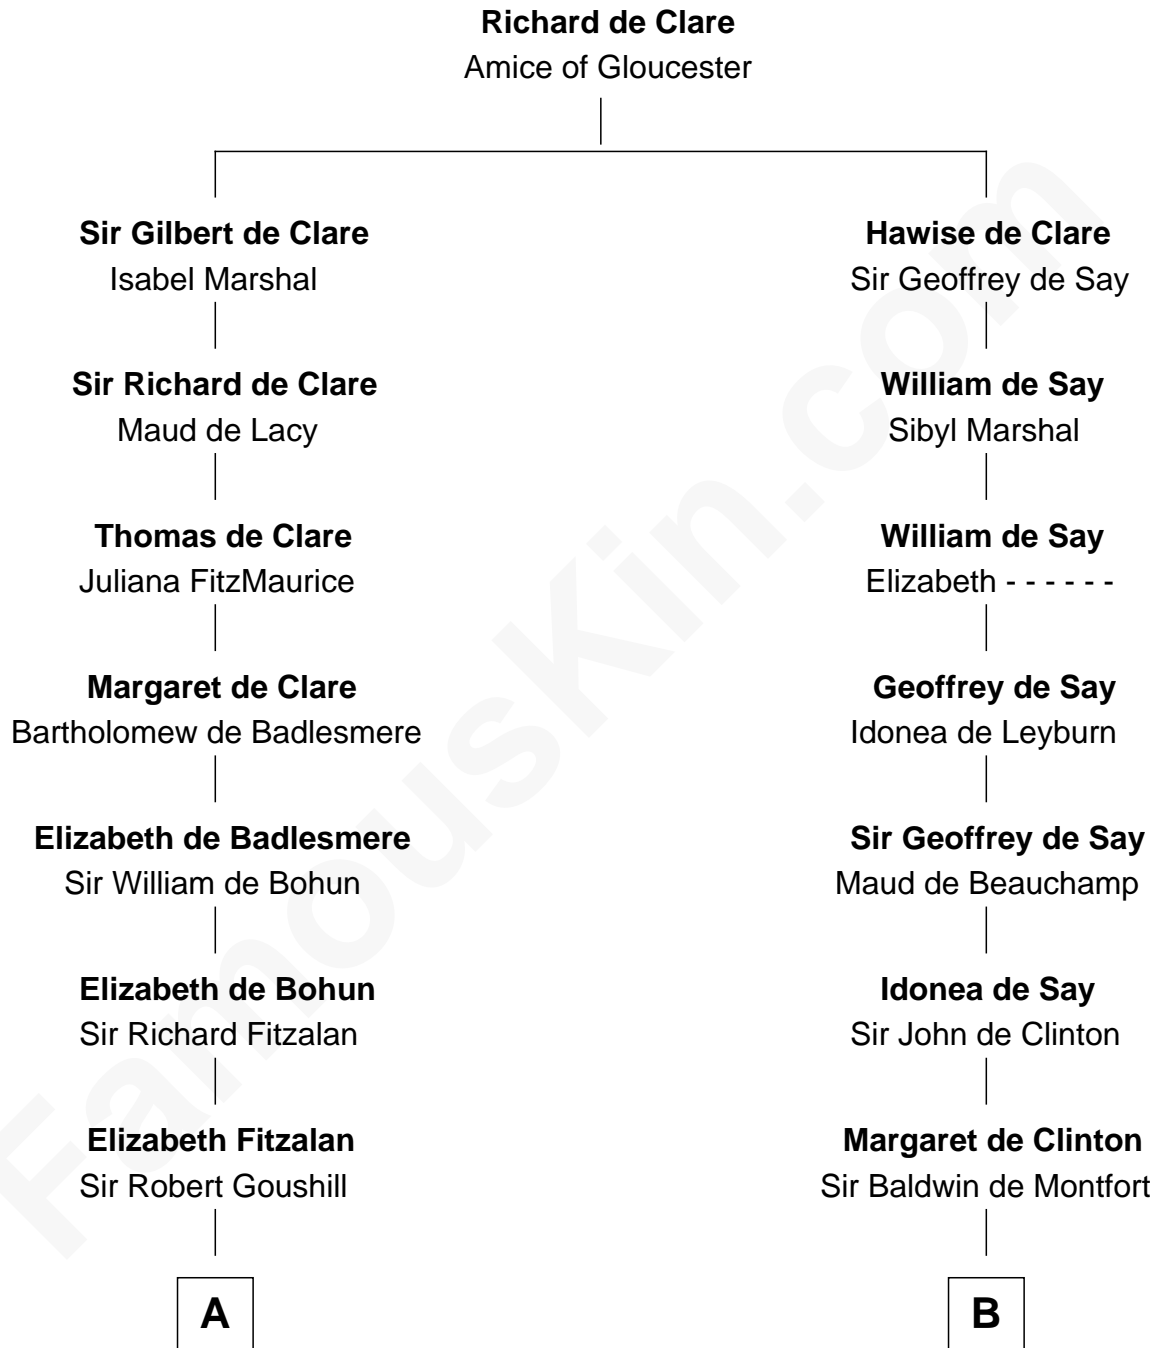 Richard de Clare
Amice of Gloucester
Sir Gilbert de Clare
Isabel Marshal
Sir Richard de Clare
Maud de Lacy
Thomas de Clare
Juliana FitzMaurice
Margaret de Clare
Bartholomew de Badlesmere
Elizabeth de Badlesmere
Sir William de Bohun
Elizabeth de Bohun
Sir Richard Fitzalan
Elizabeth Fitzalan
Sir Robert Goushill
A
Hawise de Clare
Sir Geoffrey de Say
William de Say
Sibyl Marshal
William de Say
Elizabeth - - - - - -
Geoffrey de Say
Idonea de Leyburn
Sir Geoffrey de Say
Maud de Beauchamp
Idonea de Say
Sir John de Clinton
Margaret de Clinton
Sir Baldwin de Montfort
B
FamousKin.com